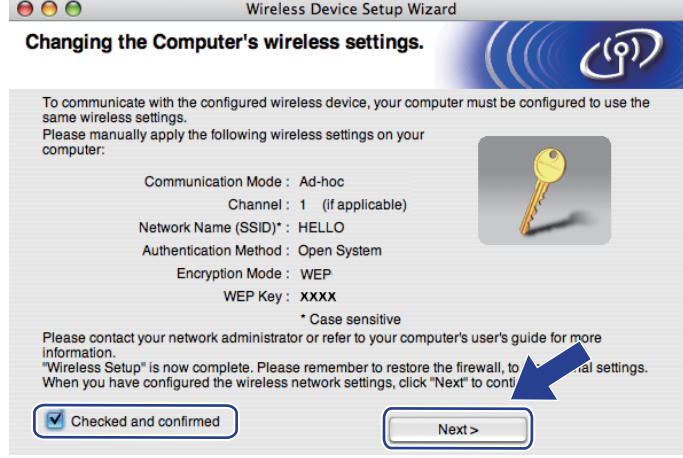 Wireless Device Setup Wizard
Changing the Computer's wireless settings.
To communicate with the configured wireless device, your computer must be configured to use the
same wireless settings.
Please manually apply the following wireless settings on your
computer:
Communication Mode : Ad-hoc
Channel : 1 (if applicable)
Network Name (SSID)* : HELLO
Authentication Method : Open System
Encryption Mode : WEP
WEP Key : XXXX
* Case sensitive
Please contact your network administrator or refer to your computer's user's guide for more
information.
"Wireless Setup" is now complete. Please remember to restore the firewall, to settings.
When you have configured the wireless network settings, click "Next" to
Checked and confirmed
Next >